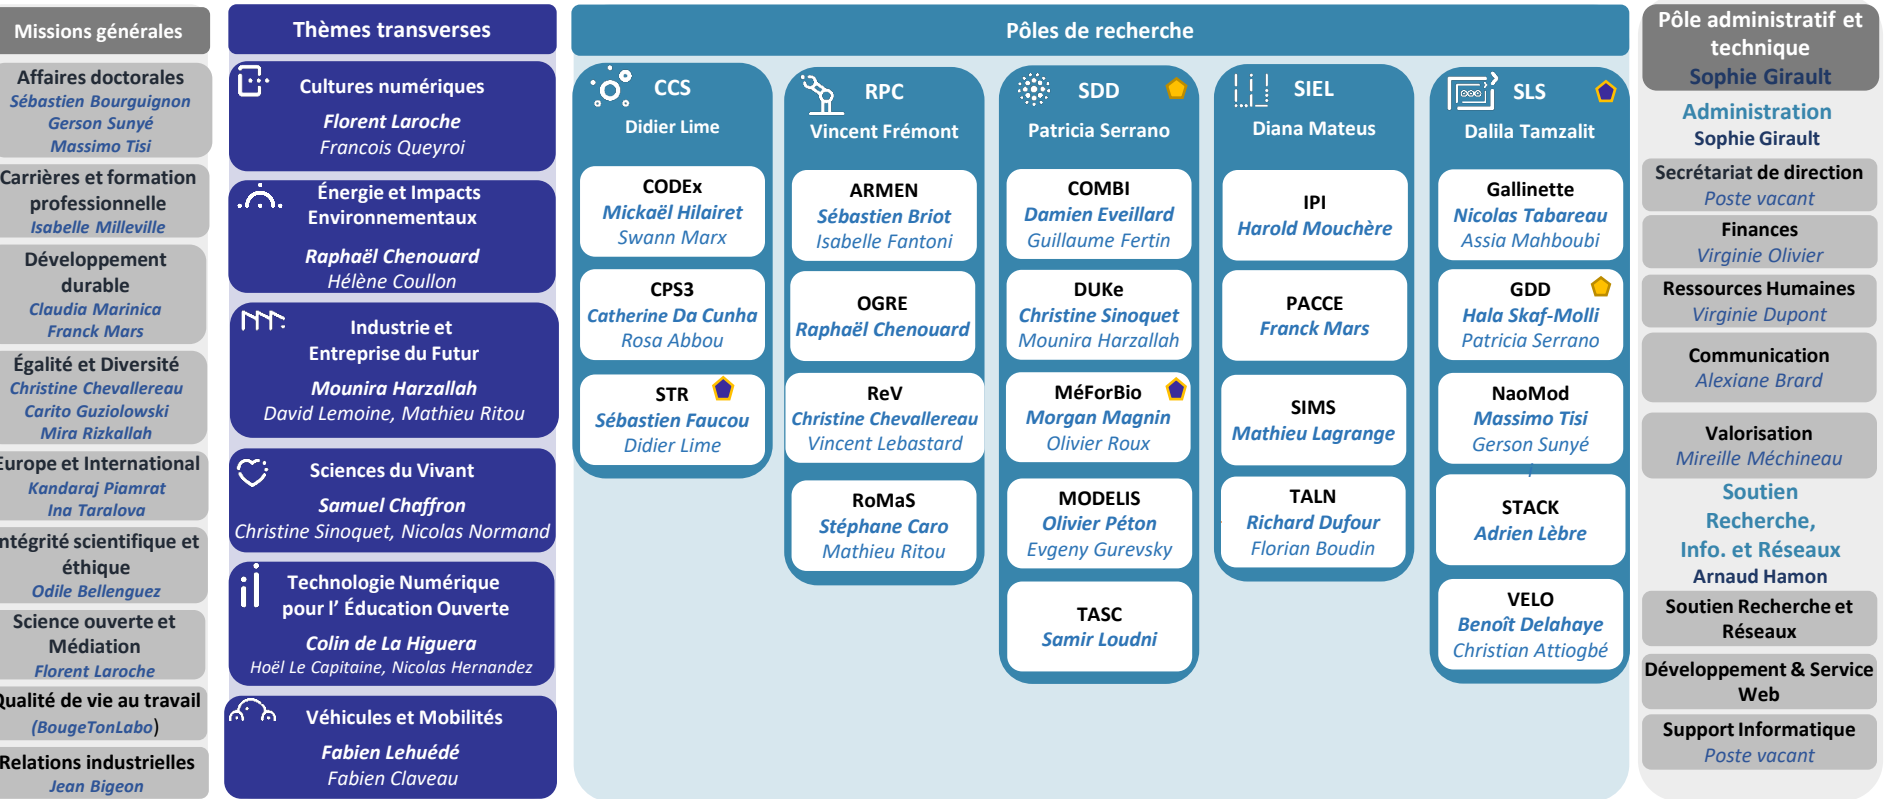 Missions générales
Affaires doctorales
Sébastien Bourguignon
Gerson Sunyé
Massimo Tisi
Carrières et formation
professionnelle
Isabelle Milleville
Développement
durable
Claudia Marinica
Franck Mars
Égalité et Diversité
Christine Chevallereau
Carito Guziolowski
Mira Rizkallah
Europe et International
Kandaraj Piamrat
Ina Taralova
Intégrité scientifique et
éthique
Odile Bellenguez
Science ouverte et
Médiation
Florent Laroche
Qualité de vie au travail
(BougeTonLabo)
Relations industrielles
Jean Bigeon
Thèmes transverses
Cultures numériques
Florent Laroche
Francois Queyroi
Énergie et Impacts
Environnementaux
Raphaël Chenouard
Hélène Coullon
Industrie et
Entreprise du Futur
Mounira Harzallah
David Lemoine, Mathieu Ritou
Sciences du Vivant
Samuel Chaffron
Christine Sinoquet, Nicolas Normand
Technologie Numérique
pour l’ Éducation Ouverte
Colin de La Higuera
Hoël Le Capitaine, Nicolas Hernandez
Véhicules et Mobilités
Fabien Lehuédé
Fabien Claveau
Pôles de recherche
CCS
Didier Lime
CODEx
Mickaël Hilairet
Swann Marx
CPS3
Catherine Da Cunha
Rosa Abbou
STR
Sébastien Faucou
Didier Lime
RPC
Vincent Frémont
ARMEN
Sébastien Briot
Isabelle Fantoni
OGRE
Raphaël Chenouard
ReV
Christine Chevallereau
Vincent Lebastard
RoMaS
Stéphane Caro
Mathieu Ritou
SDD
Patricia Serrano
COMBI
Damien Eveillard
Guillaume Fertin
DUKe
Christine Sinoquet
Mounira Harzallah
MéForBio
Morgan Magnin
Olivier Roux
MODELIS
Olivier Péton
Evgeny Gurevsky
TASC
Samir Loudni
SIEL
Diana Mateus
IPI
Harold Mouchère
PACCE
Franck Mars
SIMS
Mathieu Lagrange
TALN
Richard Dufour
Florian Boudin
SLS
Dalila Tamzalit
Gallinette
Nicolas Tabareau
Assia Mahboubi
GDD
Hala Skaf-Molli
Patricia Serrano
NaoMod
Massimo Tisi
Gerson Sunyé
STACK
Adrien Lèbre
VELO
Benoît Delahaye
Christian Attiogbé
Pôle administratif et
technique
Sophie Girault
Administration
Sophie Girault
Secrétariat de direction
Poste vacant
Finances
Virginie Olivier
Ressources Humaines
Virginie Dupont
Communication
Alexiane Brard
Valorisation
Mireille Méchineau
Soutien
Recherche,
Info. et Réseaux
Arnaud Hamon
Soutien Recherche et
Réseaux
Développement & Service
Web
Support Informatique
Poste vacant